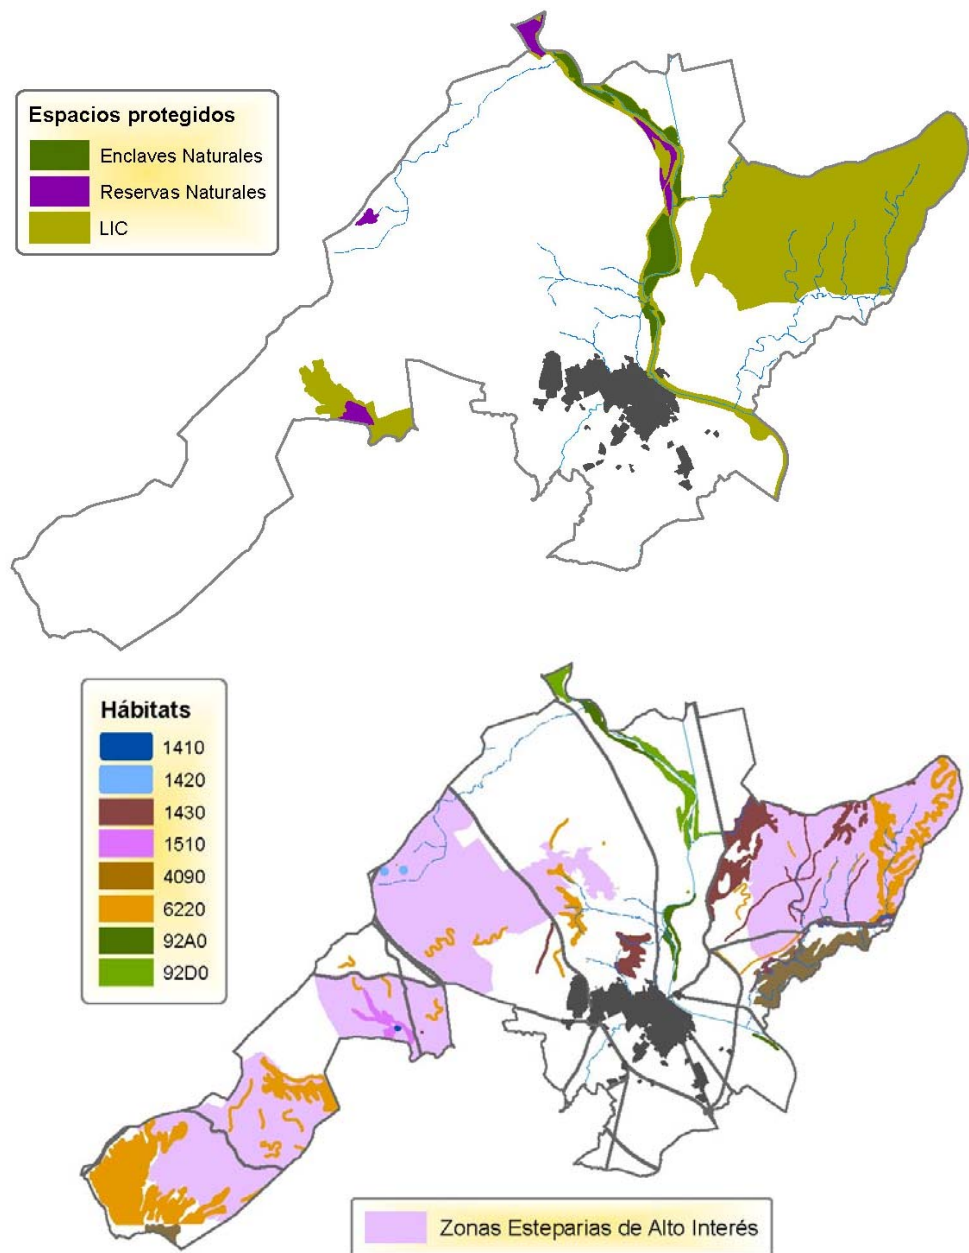 Espacios protegidos
Enclaves Naturales
Reservas Naturales
LIC
Hábitats
1410
1420
1430
1510
4090
6220
92A0
92D0
Zonas Esteparias de Alto Interés